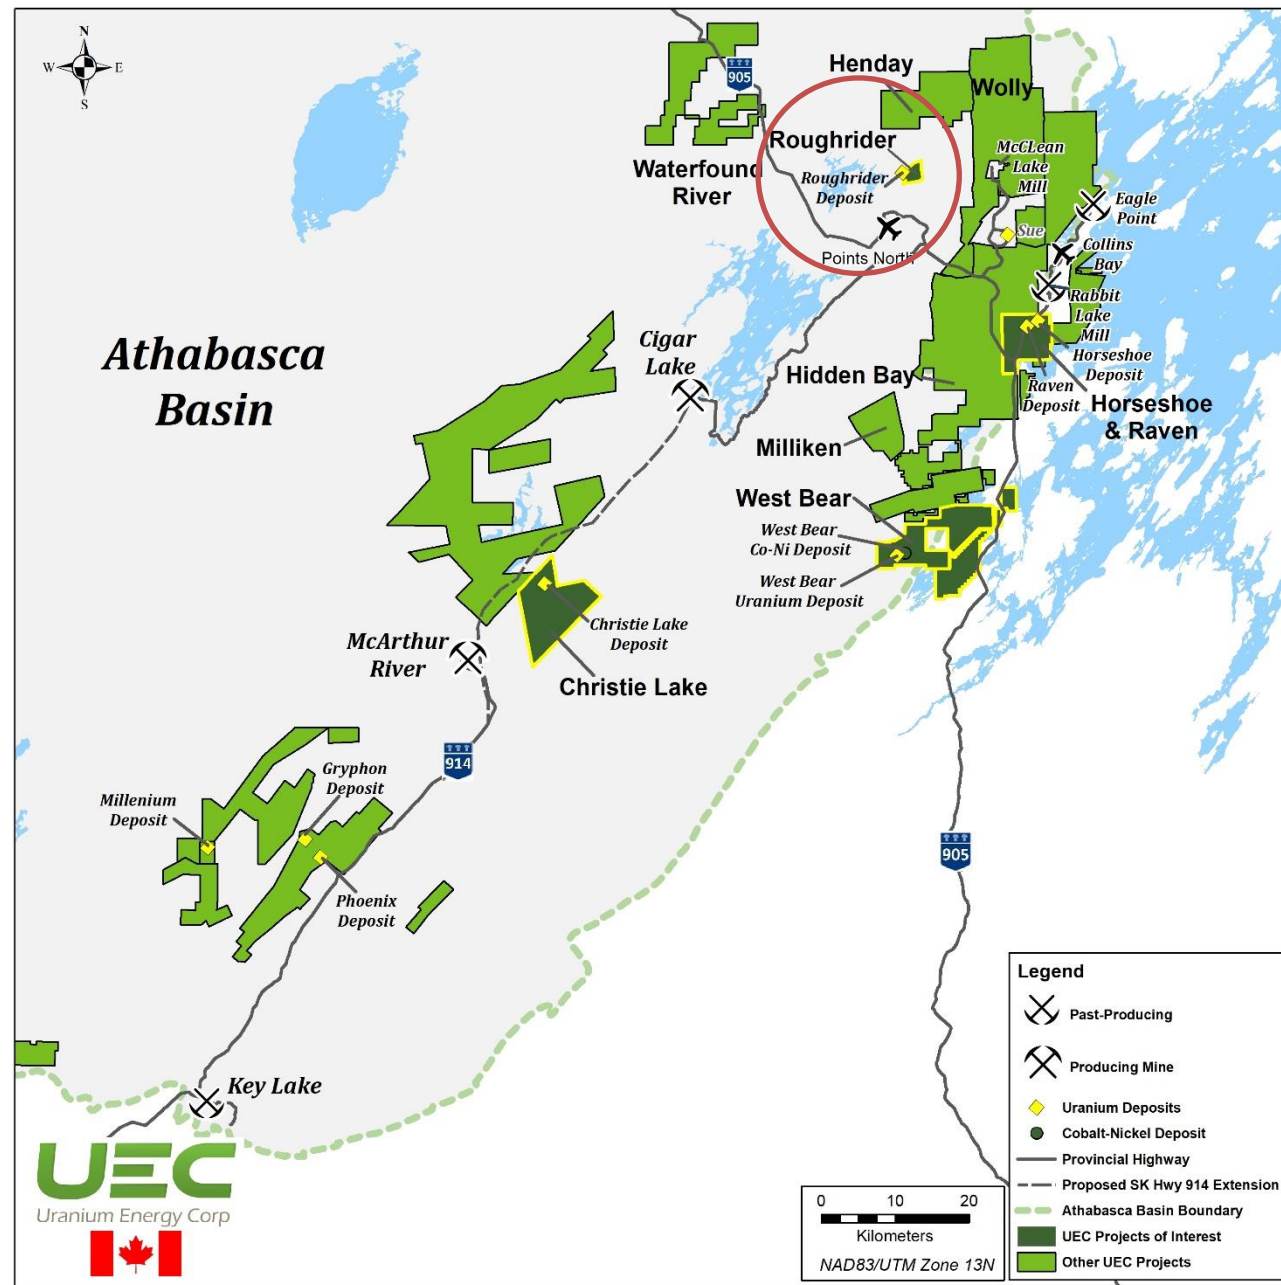 N
W E
S
905
Henday
Wolly
Roughrider
Roughrider
Deposit
McCLean
Lake
Mill
Waterfound
River
Eagle
Point
Sue
Points North
Collins
Bay
Rabbit
Lake
Mill
Athabasca
Basin
Cigar
Lake
Horseshoe
Deposit
Hidden Bay
Raven
Deposit
Horseshoe
& Raven
Milliken
West Bear
West Bear
Co-Ni Deposit
West Bear
Uranium Deposit
Christie Lake
Deposit
McArthur
River
Christie Lake
914
Gryphon
Deposit
Millenium
Deposit
905
Phoenix
Deposit
Key Lake
UEC
Uranium Energy Corp
0 10 20
Kilometers
NAD83/UTM Zone 13N
Legend
Past-Producing
Producing Mine
Uranium Deposits
Cobalt-Nickel Deposit
Provincial Highway
Proposed SK Hwy 914 Extension
Athabasca Basin Boundary
UEC Projects of Interest
Other UEC Projects